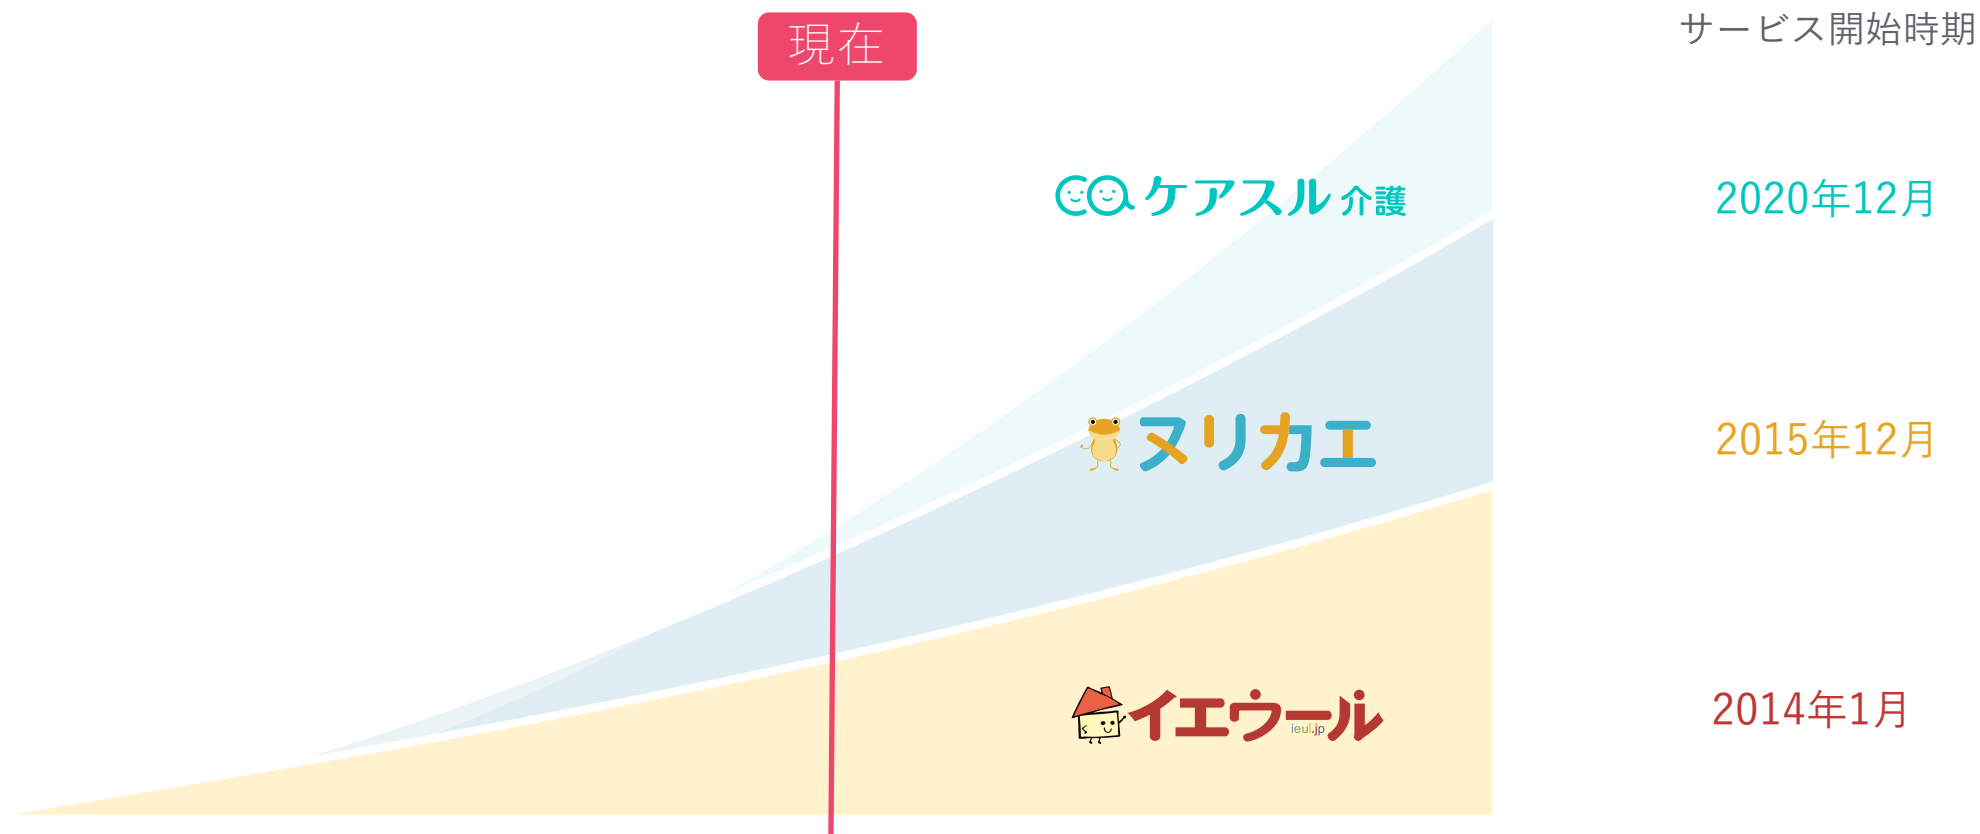 現在
サービス開始時期
ケアスル 介護
2020年12月
ヌリカエ
2015年12月
イエウール
ieul.jp
2014年1月